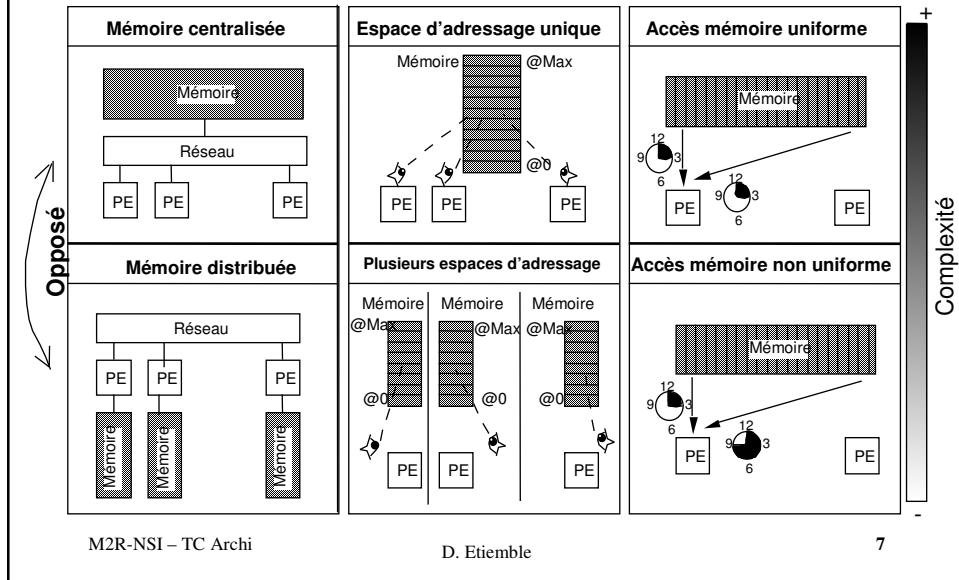 Mémoire centralisée
Mémoire
Réseau
PE PE PE
Espace d'adressage unique
Mémoire @Max
@0
PE PE PE
Accès mémoire uniforme
Mémoire
12
9 3
6
12
9 3
6
PE PE
+
Complexité
-
Opposé
Mémoire distribuée
Réseau
PE PE PE
Mémoire Mémoire Mémoire
Plusieurs espaces d'adressage
Mémoire Mémoire Mémoire
@Max @Max @Max
@0 @0 @0
PE PE PE
Accès mémoire non uniforme
Mémoire
12
9 3
6
12
9 3
6
PE PE
M2R-NSI – TC Archi
D. Etiemble
7